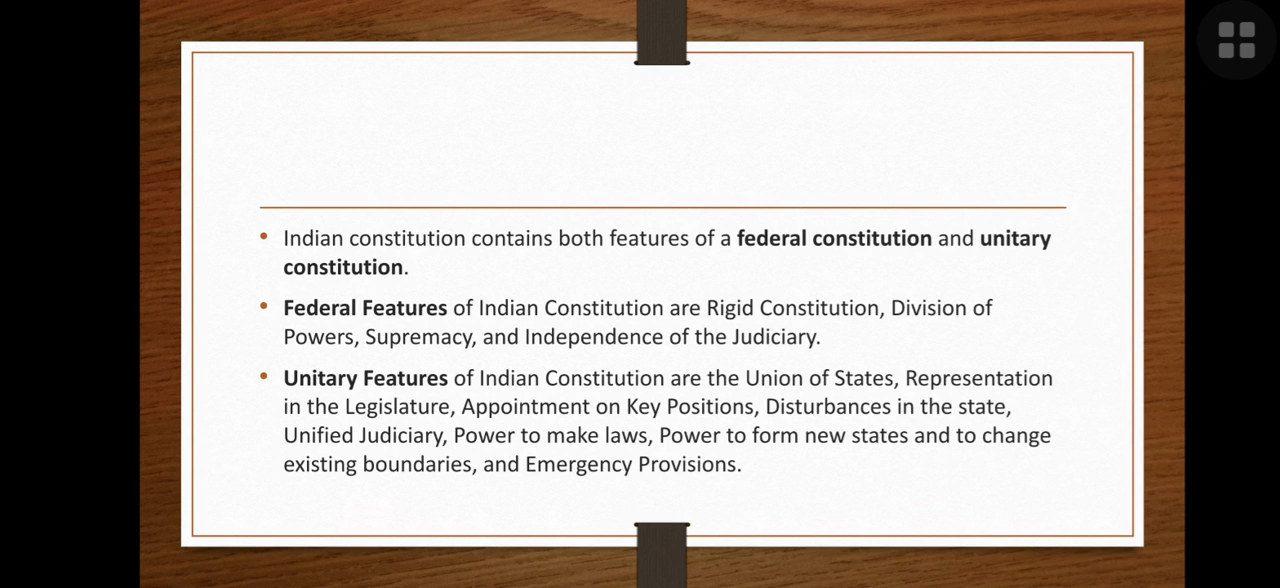 • Indian constitution contains both features of a federal constitution and unitary
constitution.
• Federal Features of Indian Constitution are Rigid Constitution, Division of
Powers, Supremacy, and Independence of the Judiciary.
• Unitary Features of Indian Constitution are the Union of States, Representation
in the Legislature, Appointment on Key Positions, Disturbances in the state,
Unified Judiciary, Power to make laws, Power to form new states and to change
existing boundaries, and Emergency Provisions.